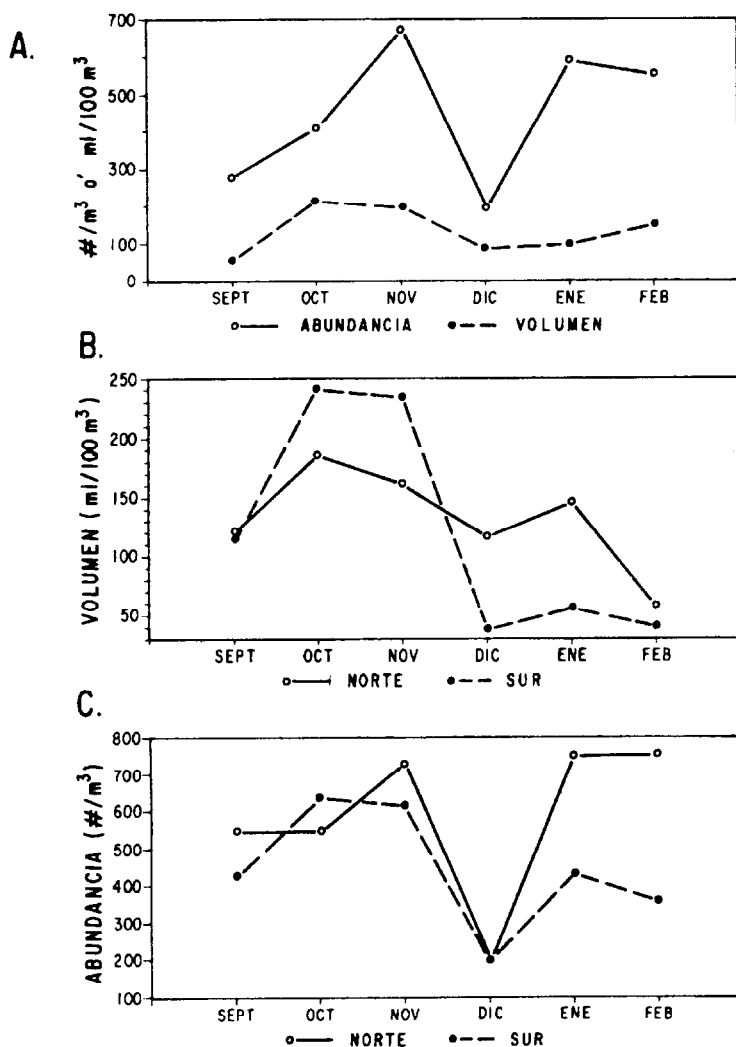 A.
#/m³ o' ml/100 m³
700
500
300
100
0
SEPT OCT NOV DIC ENE FEB
ABUNDANCIA VOLUMEN
B.
VOLUMEN (ml/100 m³)
250
200
150
100
50
SEPT OCT NOV DIC ENE FEB
NORTE SUR
C.
ABUNDANCIA (#/m³)
800
700
600
500
400
300
200
100
SEPT OCT NOV DIC ENE FEB
NORTE SUR